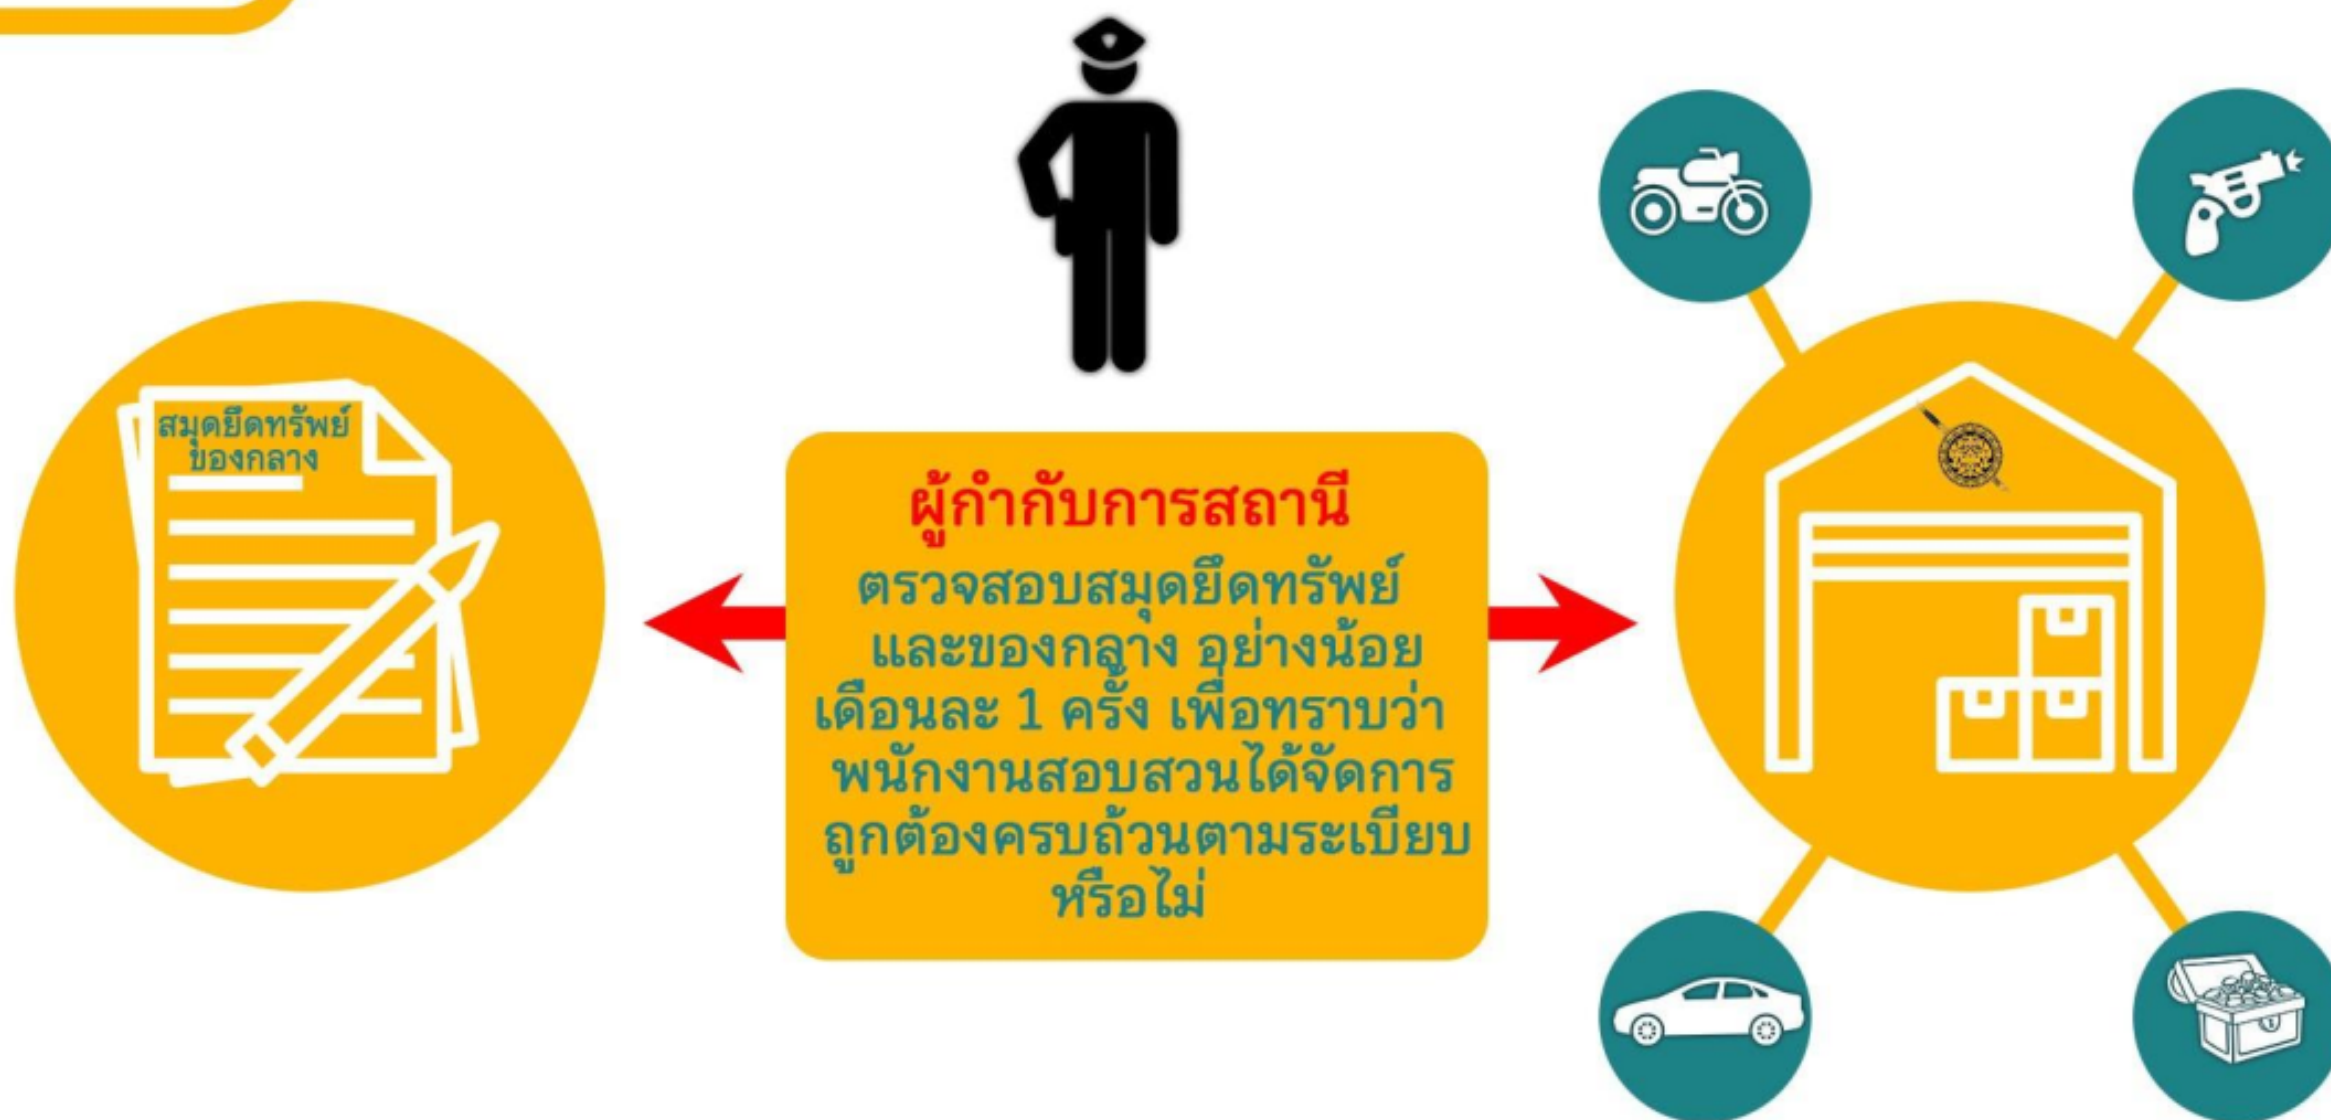 สมุดยึดทรัพย์
ของกลาง
ผู้กำกับการสถานี
ตรวจสอบสมุดยึดทรัพย์
และของกลาง อย่างน้อย
เดือนละ 1 ครั้ง เพื่อทราบว่า
พนักงานสอบสวนได้จัดการ
ถูกต้องครบถ้วนตามระเบียบ
หรือไม่